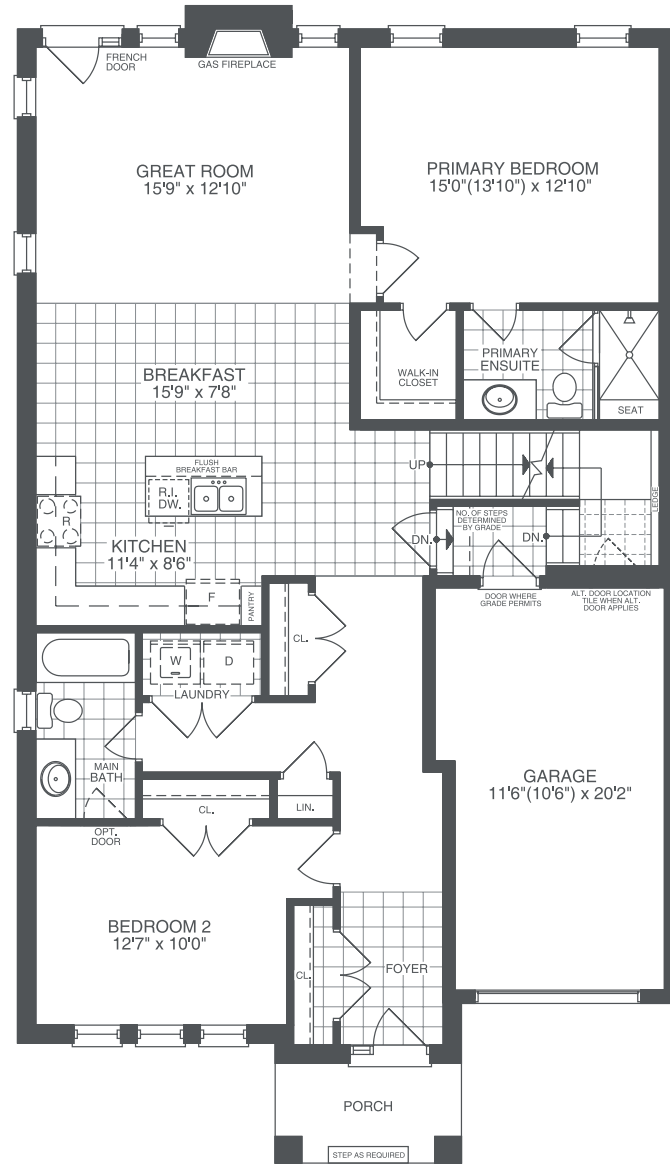 FRENCH
DOOR
GAS FIREPLACE
GREAT ROOM
15'9" x 12'10"
PRIMARY BEDROOM
15'0"(13'10") x 12'10"
WALK-IN
CLOSET
PRIMARY
ENSUITE
SEAT
BREAKFAST
15'9" x 7'8"
FLUSH
BREAKFAST BAR
R.I.
DW.
R
KITCHEN
11'4" x 8'6"
F
PANTRY
UP
LEDGE
NO. OF STEPS
DETERMINED
BY GRADE
DN.
DN.
DOOR WHERE
GRADE PERMITS
ALT. DOOR LOCATION
TILE WHEN ALT.
DOOR APPLIES
CL.
W
D
LAUNDRY
MAIN
BATH
OPT.
DOOR
CL.
LIN.
GARAGE
11'6"(10'6") x 20'2"
BEDROOM 2
12'7" x 10'0"
CL.
FOYER
PORCH
STEP AS REQUIRED